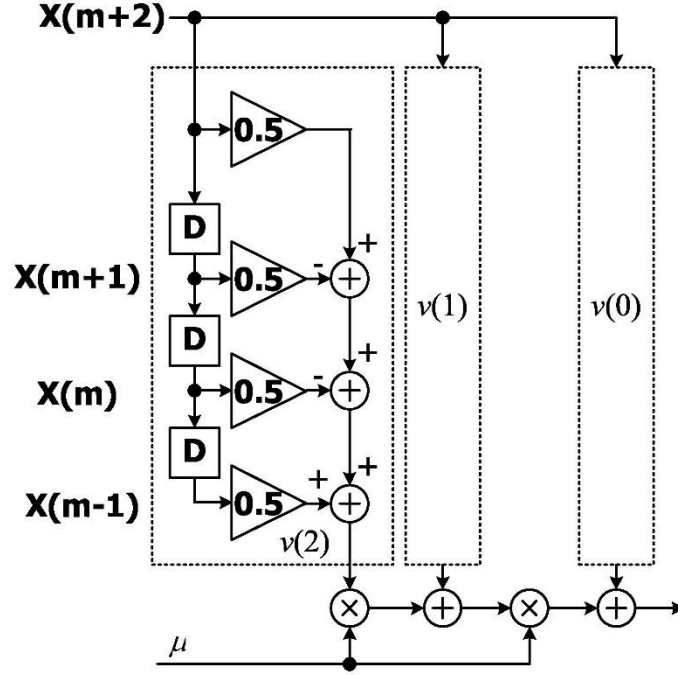 X(m+2)
0.5
D
+
X(m+1)
0.5
-
+
v(1)
v(0)
D
+
X(m)
0.5
-
+
D
+
+
X(m-1)
0.5
+
v(2)
×
+
×
+
μ